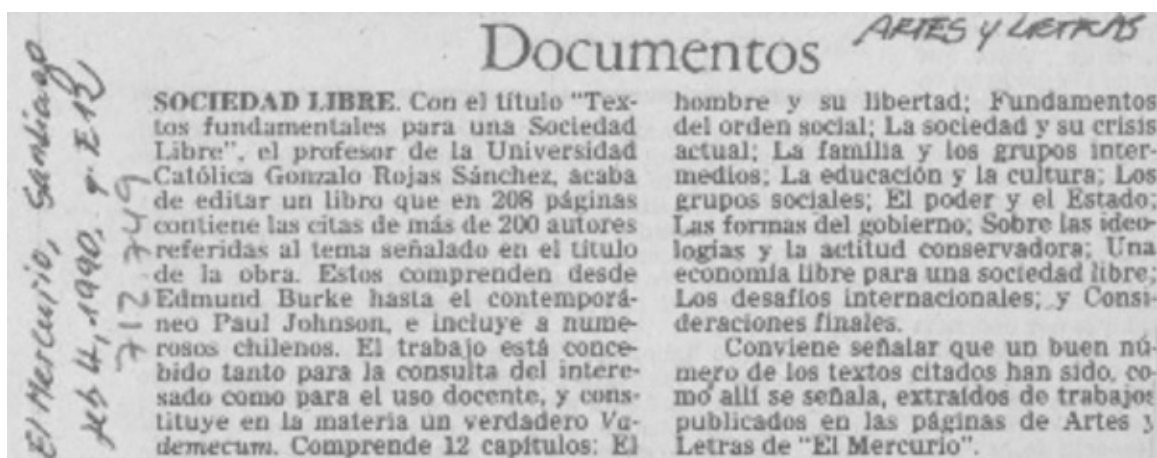 Documentos
ARTES y LETRAS
El Mercurio, Santiago
4, 1990. p. E12
712.749
SOCIEDAD LIBRE. Con el título "Tex-
tos fundamentales para una Sociedad
Libre", el profesor de la Universidad
Católica Gonzalo Rojas Sánchez, acaba
de editar un libro que en 208 páginas
contiene las citas de más de 200 autores
referidas al tema señalado en el título
de la obra. Estos comprenden desde
Edmund Burke hasta el contemporá-
neo Paul Johnson, e incluye a nume-
rosos chilenos. El trabajo está conce-
bido tanto para la consulta del intere-
sado como para el uso docente, y cons-
tituye en la materia un verdadero Va-
demecum. Comprende 12 capítulos: El
hombre y su libertad; Fundamentos
del orden social; La sociedad y su crisis
actual; La familia y los grupos inter-
medios; La educación y la cultura; Los
grupos sociales; El poder y el Estado;
Las formas del gobierno; Sobre las ideo-
logías y la actitud conservadora; Una
economía libre para una sociedad libre;
Los desafíos internacionales; y Consi-
deraciones finales.
Conviene señalar que un buen nú-
mero de los textos citados han sido, co-
mo allí se señala, extraídos de trabajos
publicados en las páginas de Artes y
Letras de "El Mercurio".